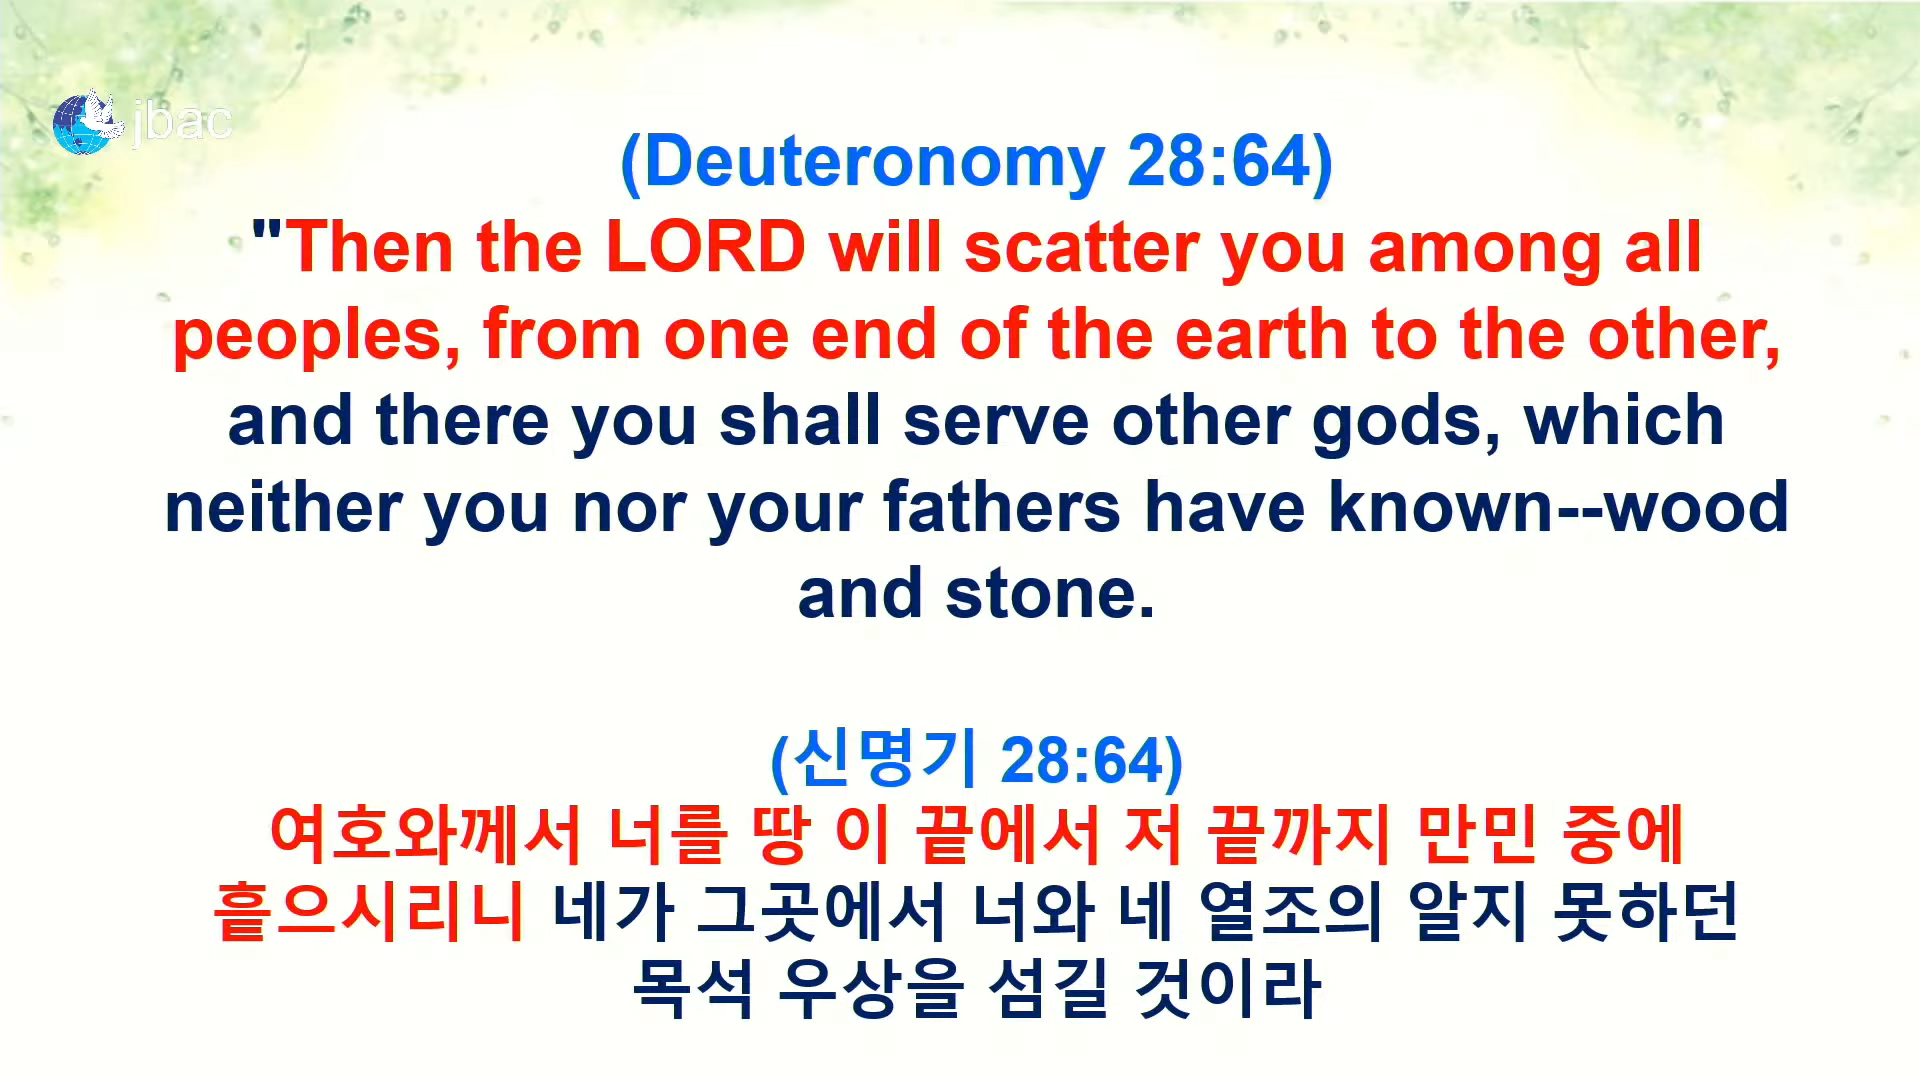 jbac
(Deuteronomy 28:64)
"Then the LORD will scatter you among all
peoples, from one end of the earth to the other,
and there you shall serve other gods, which
neither you nor your fathers have known--wood
and stone.
(신명기 28:64)
여호와께서 너를 땅 이 끝에서 저 끝까지 만민 중에
흩으시리니 네가 그곳에서 너와 네 열조의 알지 못하던
목석 우상을 섬길 것이라